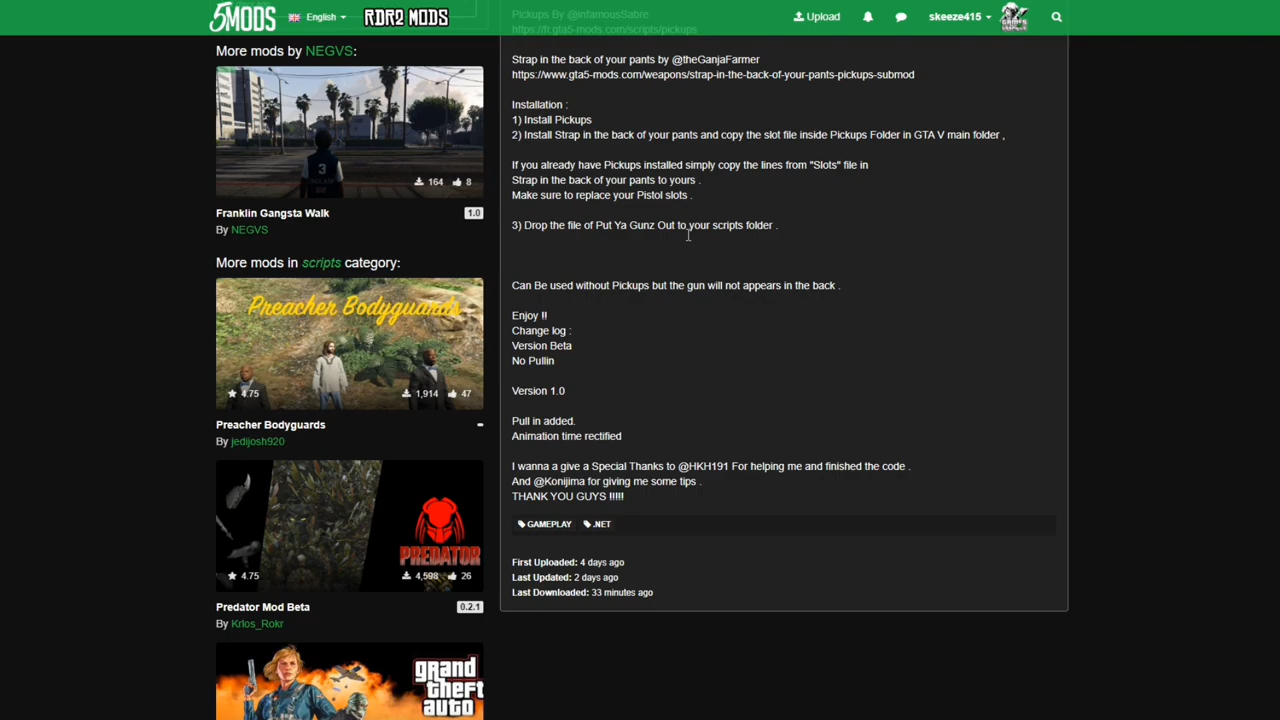 5MODS
English
RDR2 MODS
Upload
skeeze415
More mods by NEGVS:
3
164
8
Franklin Gangsta Walk
1.0
By NEGVS
More mods in scripts category:
Preacher Bodyguards
4.75
1,914
47
Preacher Bodyguards
By jedijosh920
PREDATOR
4.75
4,598
26
Predator Mod Beta
0.2.1
By Krlos_Rokr
grand
theft
auto
Pickups By @infamousSabre
https://fr.gta5-mods.com/scripts/pickups
Strap in the back of your pants by @theGanjaFarmer
https://www.gta5-mods.com/weapons/strap-in-the-back-of-your-pants-pickups-submod
Installation :
1) Install Pickups
2) Install Strap in the back of your pants and copy the slot file inside Pickups Folder in GTA V main folder ,
If you already have Pickups installed simply copy the lines from "Slots" file in
Strap in the back of your pants to yours .
Make sure to replace your Pistol slots .
3) Drop the file of Put Ya Gunz Out to your scripts folder .
Can Be used without Pickups but the gun will not appears in the back .
Enjoy !!
Change log :
Version Beta
No Pullin
Version 1.0
Pull in added.
Animation time rectified
I wanna a give a Special Thanks to @HKH191 For helping me and finished the code .
And @Konijima for giving me some tips .
THANK YOU GUYS !!!!!
GAMEPLAY .NET
First Uploaded: 4 days ago
Last Updated: 2 days ago
Last Downloaded: 33 minutes ago